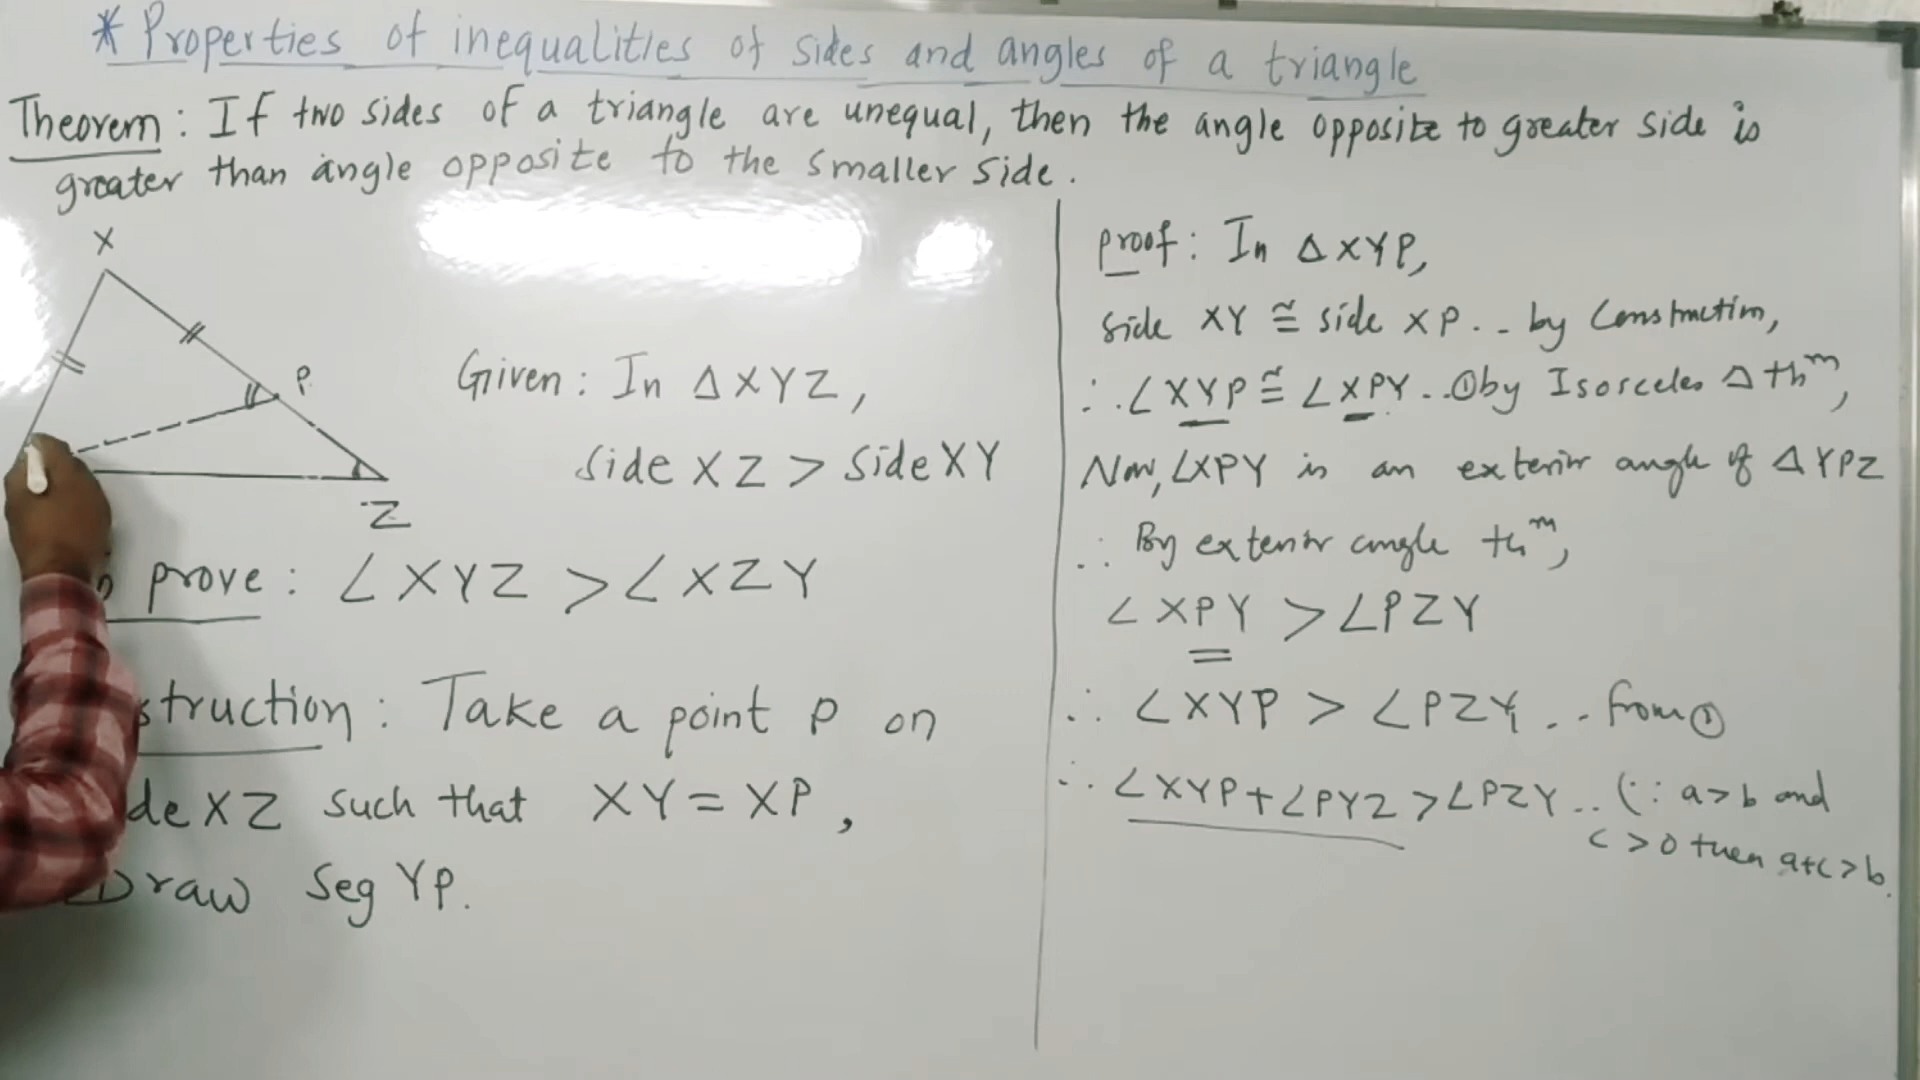 * Properties of inequalities of sides and angles of a triangle
Theorem: If two sides of a triangle are unequal, then the angle opposite to greater side is
greater than angle opposite to the smaller side.
X
P
Z
Given: In ΔXYZ,
side XZ > side XY
prove: ∠XYZ > ∠XZY
struction: Take a point P on
de XZ such that XY = XP,
Draw seg YP.
proof: In ΔXYP,
side XY ≅ side XP.. by Construction,
∴ ∠XYP ≅ ∠XPY..① by Isosceles Δ thᵐ,
Now, ∠XPY is an exterior angle of ΔYPZ
∴ By exterior angle thᵐ,
∠XPY > ∠PZY
∴ ∠XYP > ∠PZY .. from ①
∴ ∠XYP + ∠PYZ > ∠PZY .. (∵ a > b and
c > 0 then a+c > b.